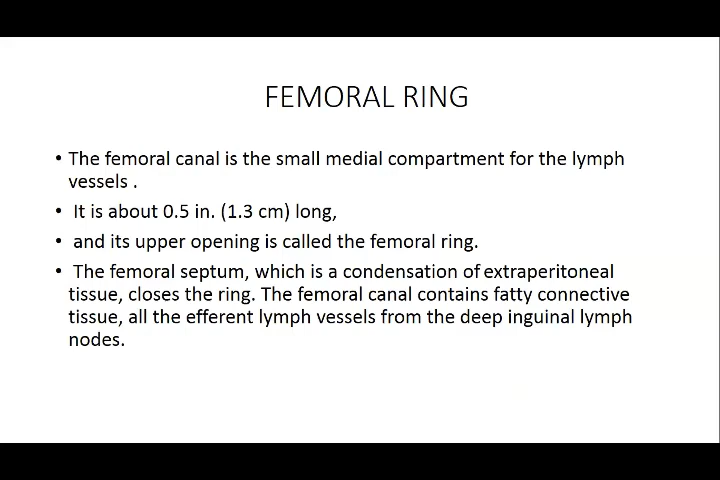 FEMORAL RING
• The femoral canal is the small medial compartment for the lymph
vessels .
• It is about 0.5 in. (1.3 cm) long,
• and its upper opening is called the femoral ring.
• The femoral septum, which is a condensation of extraperitoneal
tissue, closes the ring. The femoral canal contains fatty connective
tissue, all the efferent lymph vessels from the deep inguinal lymph
nodes.